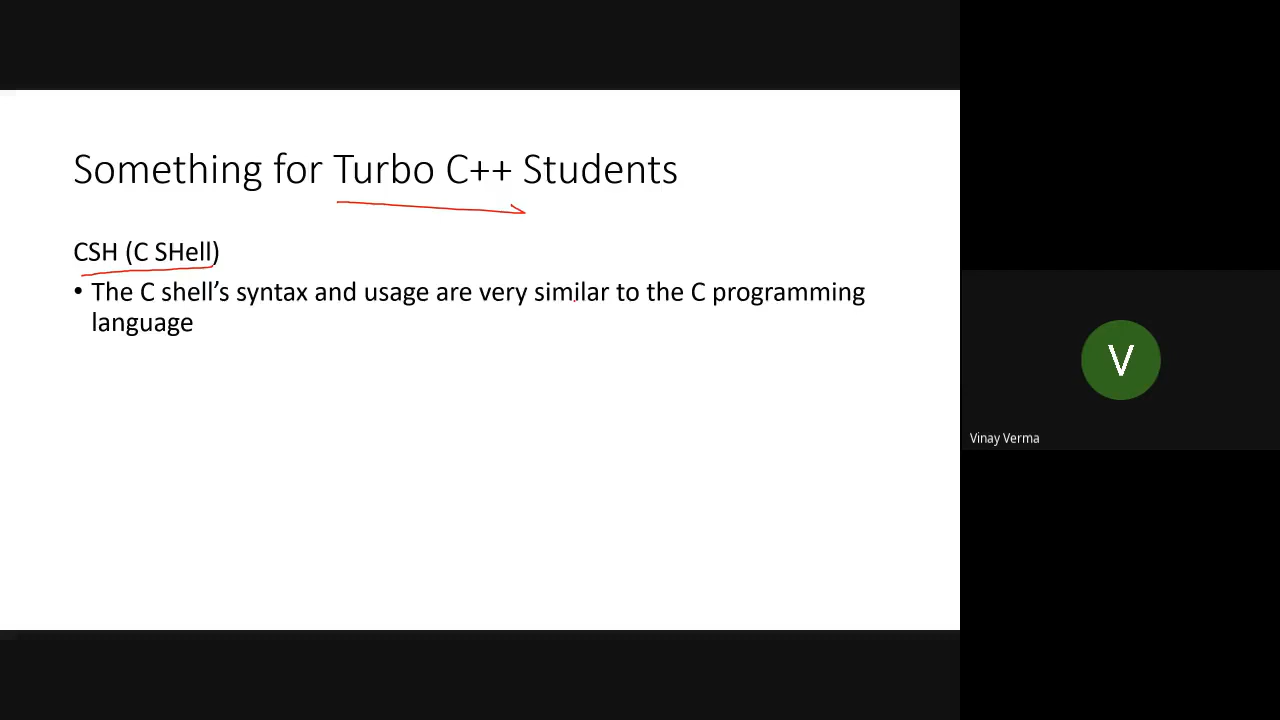 Something for Turbo C++ Students
CSH (C SHell)
• The C shell’s syntax and usage are very similar to the C programming
language
V
Vinay Verma